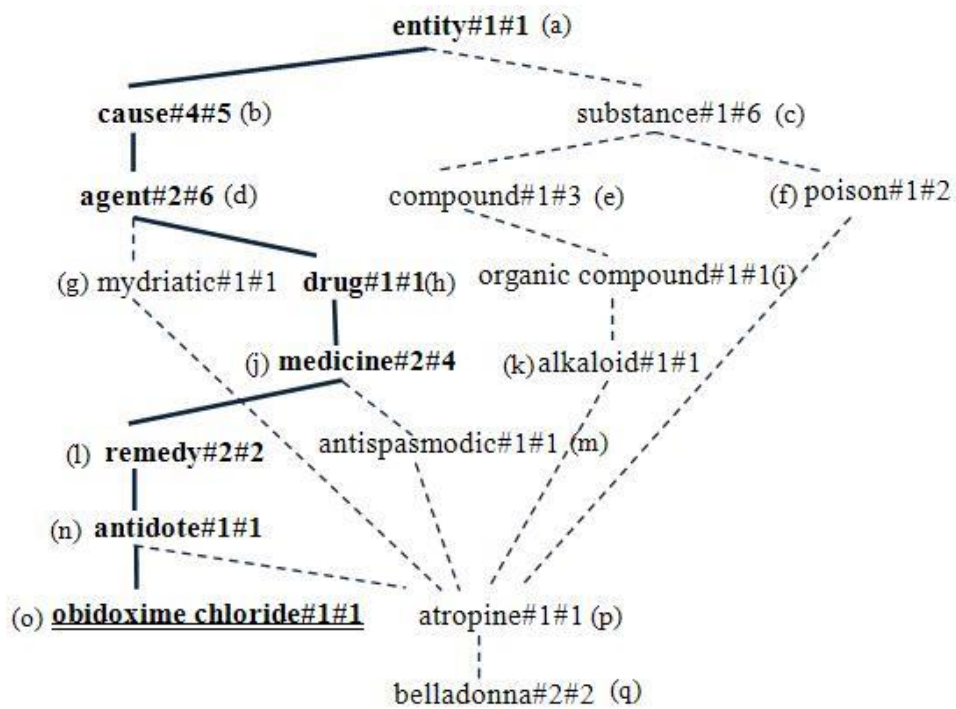 entity#1#1 (a)
cause#4#5 (b) substance#1#6 (c)
agent#2#6 (d) compound#1#3 (e) (f) poison#1#2
(g) mydriatic#1#1 drug#1#1(h) organic compound#1#1(i)
(j) medicine#2#4 (k) alkaloid#1#1
(l) remedy#2#2 antispasmodic#1#1 (m)
(n) antidote#1#1
(o) obidoxime chloride#1#1 atropine#1#1 (p)
belladonna#2#2 (q)